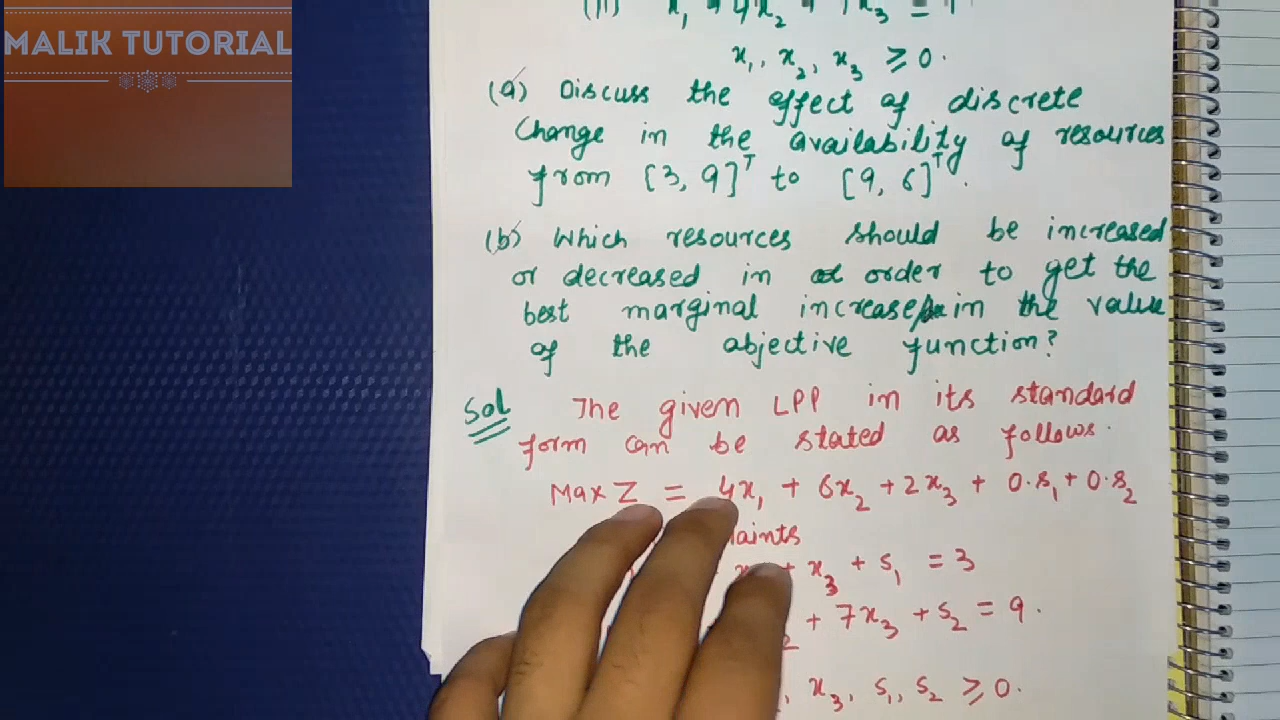 MALIK TUTORIAL
x₁, x₂, x₃ ≥ 0.
(a) Discuss the effect of discrete
Change in the availability of resources
from [3, 9]ᵀ to [9, 6]ᵀ.
(b) Which resources should be increased
or decreased in order to get the
best marginal increase in the value
of the objective function?
Sol The given LPP in its standard
form can be stated as follows.
Max Z = 4x₁ + 6x₂ + 2x₃ + 0.s₁ + 0.s₂
+ x₃ + s₁ = 3
+ 7x₃ + s₂ = 9.
x₃, s₁, s₂ ≥ 0.